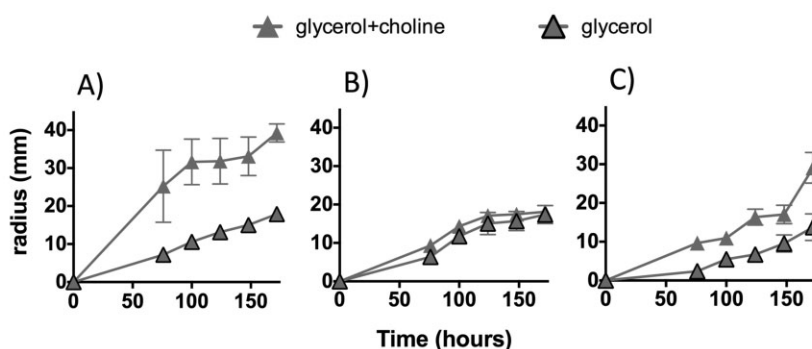 glycerol+choline glycerol
A) B) C)
40 40 40
30 30 30
20 20 20
10 10 10
0 0 0
0 50 100 150 0 50 100 150 0 50 100 150
radius (mm)
Time (hours)